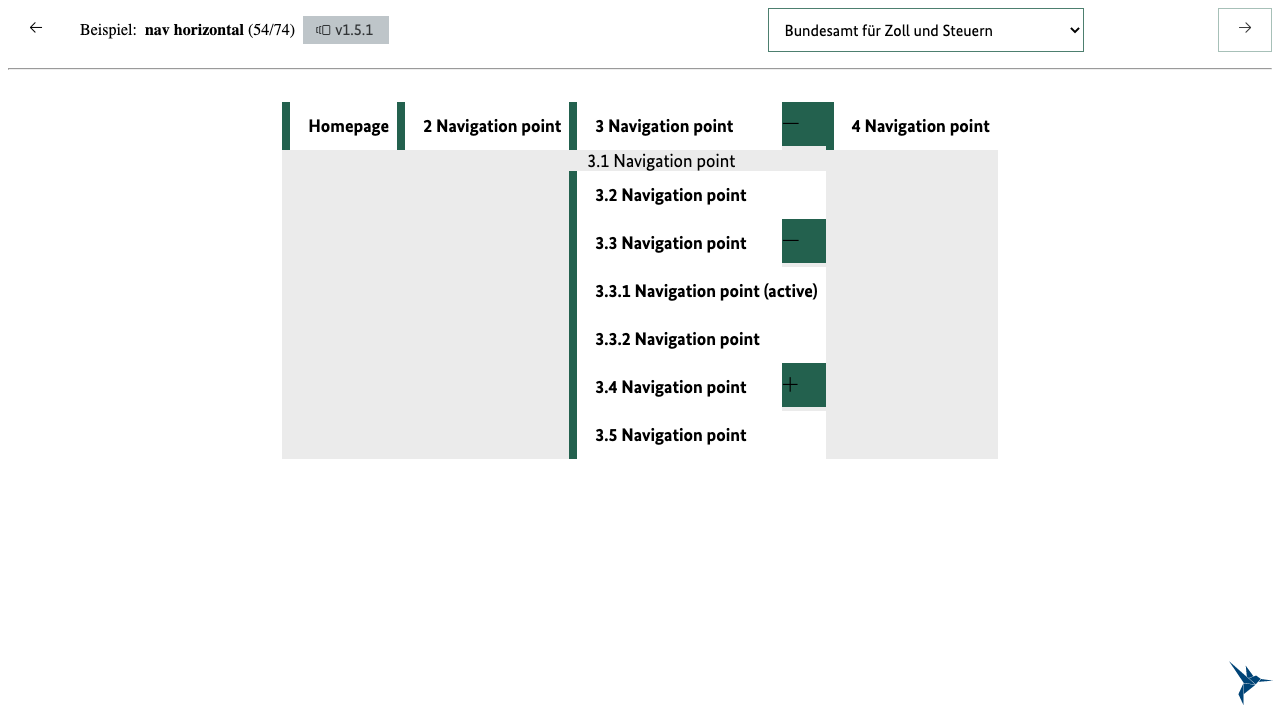 Beispiel: nav horizontal (54/74) v1.5.1 Bundesamt für Zoll und Steuern
Homepage 2 Navigation point 3 Navigation point 4 Navigation point
3.1 Navigation point
3.2 Navigation point
3.3 Navigation point
3.3.1 Navigation point (active)
3.3.2 Navigation point
3.4 Navigation point
3.5 Navigation point